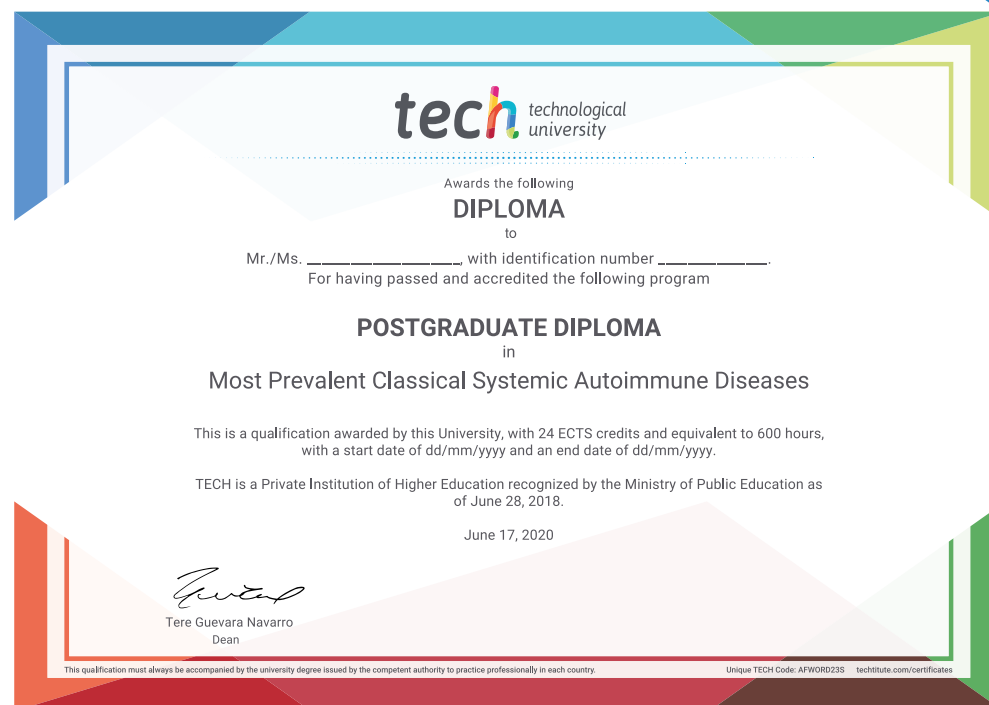 tech technological
university
Awards the following
DIPLOMA
to
Mr./Ms. _________________, with identification number ____________.
For having passed and accredited the following program
POSTGRADUATE DIPLOMA
in
Most Prevalent Classical Systemic Autoimmune Diseases
This is a qualification awarded by this University, with 24 ECTS credits and equivalent to 600 hours,
with a start date of dd/mm/yyyy and an end date of dd/mm/yyyy.
TECH is a Private Institution of Higher Education recognized by the Ministry of Public Education as
of June 28, 2018.
June 17, 2020
Tere Guevara Navarro
Dean
This qualification must always be accompanied by the university degree issued by the competent authority to practice professionally in each country.
Unique TECH Code: AFWORD23S techtitute.com/certificates